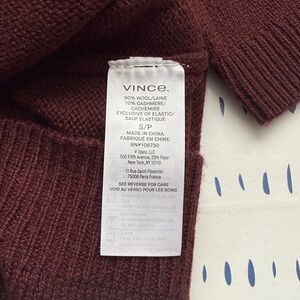 VINCE.
90% WOOL/LAINE
10% CASHMERE/
CACHEMIRE
EXCLUSIVE OF ELASTIC/
SAUF ELASTIQUE
S/P
MADE IN CHINA
FABRIQUÉ EN CHINE
RN#106730
V Opco, LLC
500 Fifth Avenue, 20th Floor
New York, NY 10110
11 Rue Saint Florentin
75008 Paris France
SEE REVERSE FOR CARE
VOIR AU VERSO POUR LES SOINS